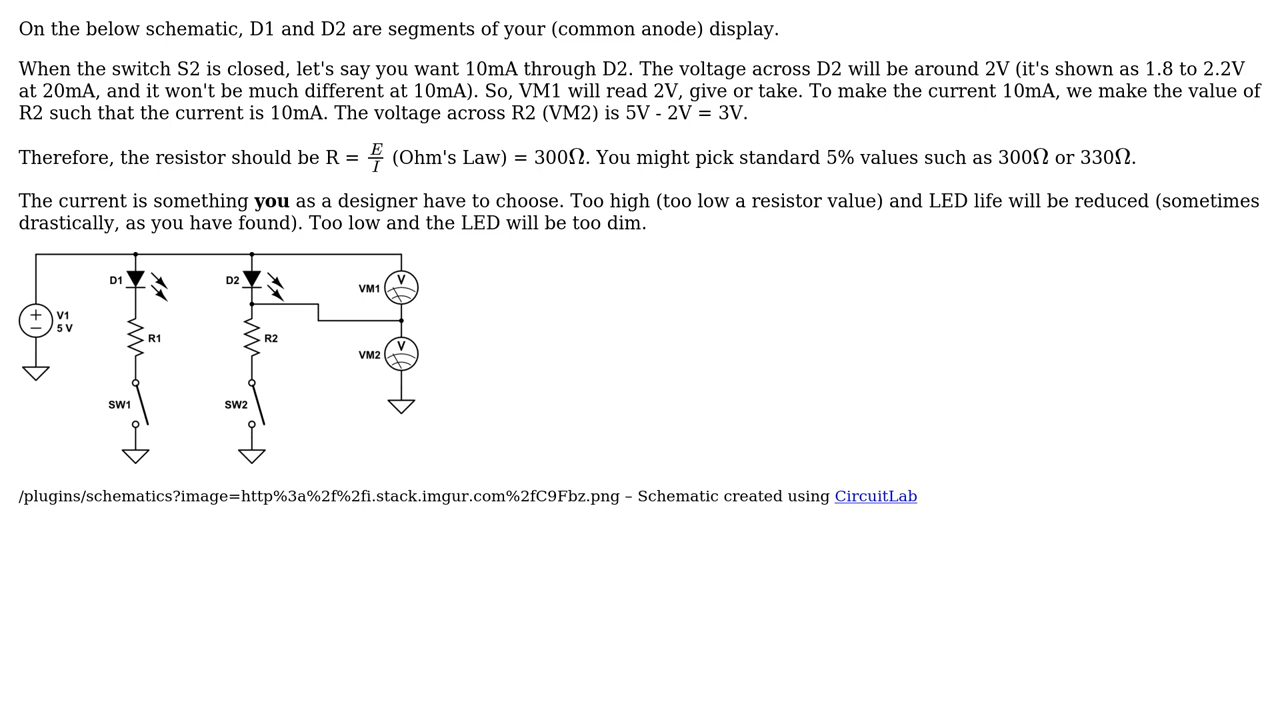 On the below schematic, D1 and D2 are segments of your (common anode) display.
When the switch S2 is closed, let's say you want 10mA through D2. The voltage across D2 will be around 2V (it's shown as 1.8 to 2.2V
at 20mA, and it won't be much different at 10mA). So, VM1 will read 2V, give or take. To make the current 10mA, we make the value of
R2 such that the current is 10mA. The voltage across R2 (VM2) is 5V - 2V = 3V.
Therefore, the resistor should be R = E/I (Ohm's Law) = 300Ω. You might pick standard 5% values such as 300Ω or 330Ω.
The current is something you as a designer have to choose. Too high (too low a resistor value) and LED life will be reduced (sometimes
drastically, as you have found). Too low and the LED will be too dim.
D1
D2
VM1
V
V1
5 V
R1
R2
VM2
V
SW1
SW2
/plugins/schematics?image=http%3a%2f%2fi.stack.imgur.com%2fC9Fbz.png – Schematic created using CircuitLab